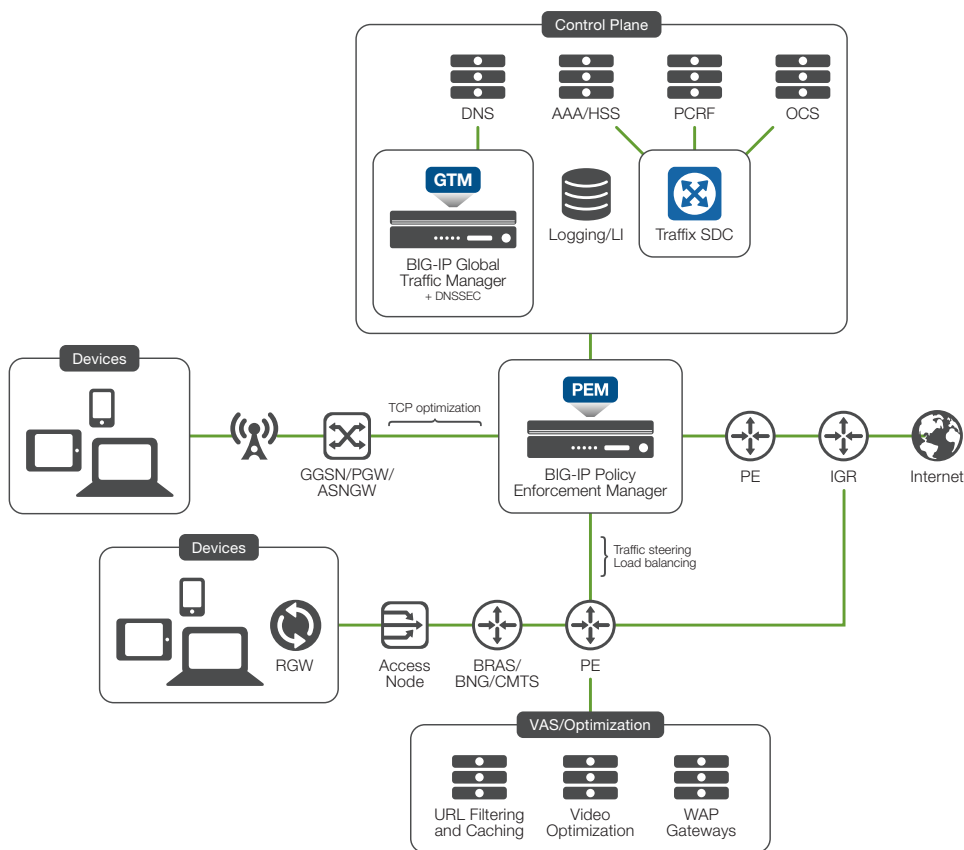 Control Plane
DNS
AAA/HSS
PCRF
OCS
GTM
BIG-IP Global
Traffic Manager
+ DNSSEC
Logging/LI
Traffix SDC
Devices
GGSN/PGW/
ASNGW
TCP optimization
PEM
BIG-IP Policy
Enforcement Manager
PE
IGR
Internet
Traffic steering
Load balancing
Devices
RGW
Access
Node
BRAS/
BNG/CMTS
PE
VAS/Optimization
URL Filtering
and Caching
Video
Optimization
WAP
Gateways